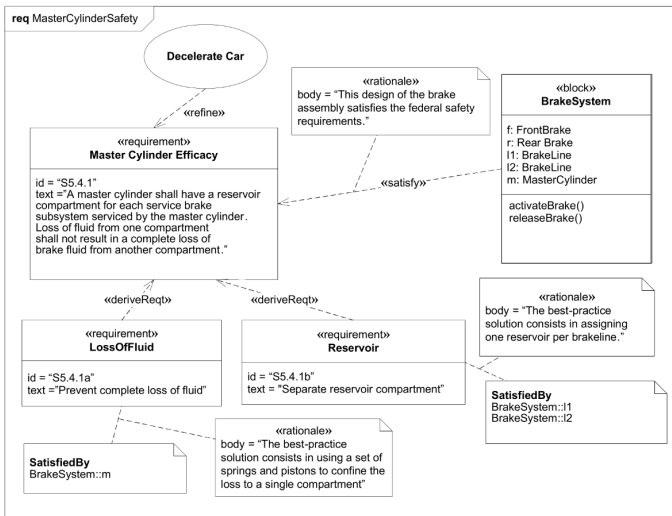 req MasterCylinderSafety
Decelerate Car
«refine»
«rationale»
body = “This design of the brake
assembly satisfies the federal safety
requirements.”
«block»
BrakeSystem
f: FrontBrake
r: Rear Brake
l1: BrakeLine
l2: BrakeLine
m: MasterCylinder
activateBrake()
releaseBrake()
«requirement»
Master Cylinder Efficacy
id = “S5.4.1”
text =”A master cylinder shall have a reservoir
compartment for each service brake
subsystem serviced by the master cylinder.
Loss of fluid from one compartment
shall not result in a complete loss of
brake fluid from another compartment.”
«satisfy»
«deriveReqt»
«deriveReqt»
«requirement»
LossOfFluid
id = “S5.4.1a”
text =”Prevent complete loss of fluid”
«requirement»
Reservoir
id = “S5.4.1b”
text = "Separate reservoir compartment”
«rationale»
body = “The best-practice
solution consists in assigning
one reservoir per brakeline.”
SatisfiedBy
BrakeSystem::l1
BrakeSystem::l2
SatisfiedBy
BrakeSystem::m
«rationale»
body = “The best-practice
solution consists in using a set of
springs and pistons to confine the
loss to a single compartment”